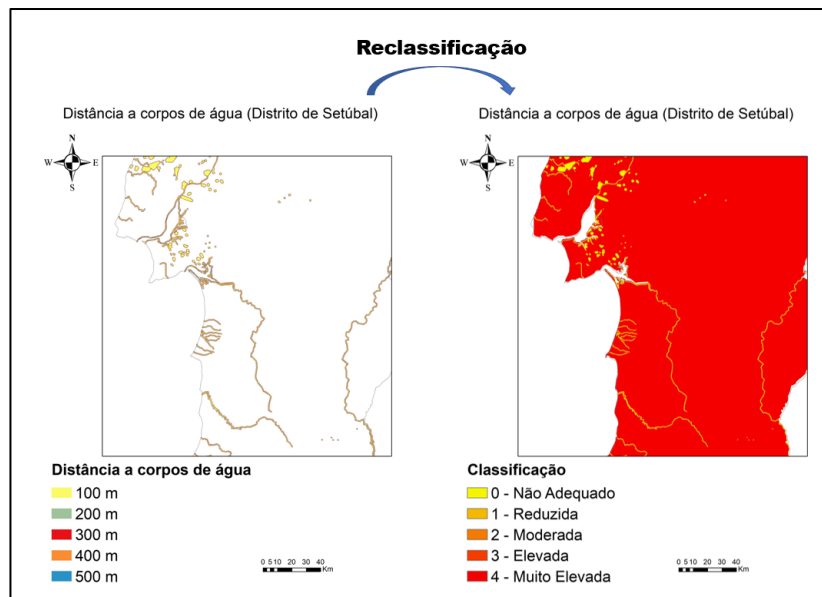 Reclassificação
Distância a corpos de água (Distrito de Setúbal)
N
W
E
S
Distância a corpos de água
100 m
200 m
300 m
400 m
500 m
0 5 10 20 30 40
Km
Distância a corpos de água (Distrito de Setúbal)
N
W
E
S
Classificação
0 - Não Adequado
1 - Reduzida
2 - Moderada
3 - Elevada
4 - Muito Elevada
0 5 10 20 30 40
Km